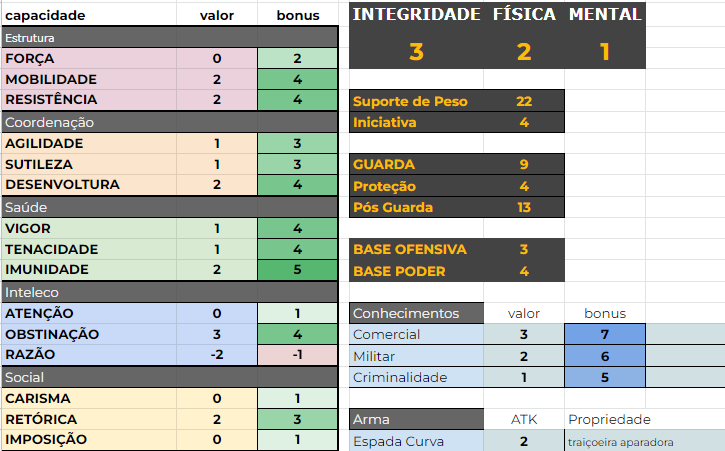 capacidade valor bonus
Estrutura
FORÇA 0 2
MOBILIDADE 2 4
RESISTÊNCIA 2 4
Coordenação
AGILIDADE 1 3
SUTILEZA 1 3
DESENVOLTURA 2 4
Saúde
VIGOR 1 4
TENACIDADE 1 4
IMUNIDADE 2 5
Inteleco
ATENÇÃO 0 1
OBSTINAÇÃO 3 4
RAZÃO -2 -1
Social
CARISMA 0 1
RETÓRICA 2 3
IMPOSIÇÃO 0 1
INTEGRIDADE FÍSICA MENTAL
3 2 1
Suporte de Peso 22
Iniciativa 4
GUARDA 9
Proteção 4
Pós Guarda 13
BASE OFENSIVA 3
BASE PODER 4
Conhecimentos valor bonus
Comercial 3 7
Militar 2 6
Criminalidade 1 5
Arma ATK Propriedade
Espada Curva 2 traiçoeira aparadora